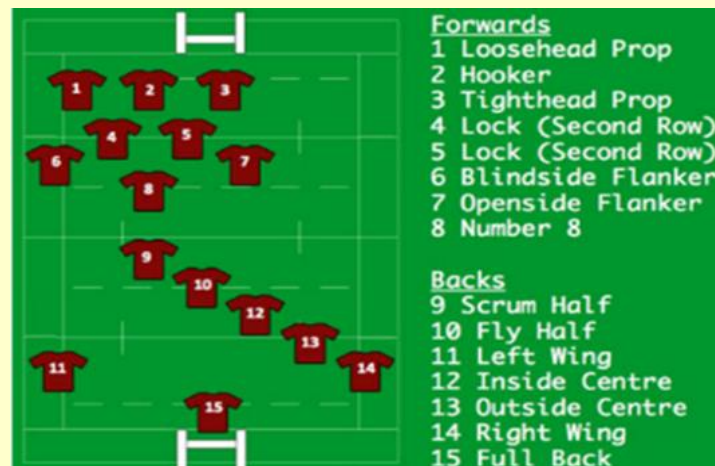 Forwards
1 Loosehead Prop
2 Hooker
3 Tighthead Prop
4 Lock (Second Row)
5 Lock (Second Row)
6 Blindside Flanker
7 Openside Flanker
8 Number 8
Backs
9 Scrum Half
10 Fly Half
11 Left Wing
12 Inside Centre
13 Outside Centre
14 Right Wing
15 Full Back
1 2 3
4 5
6 7
8
9
10
12
13
11 14
15